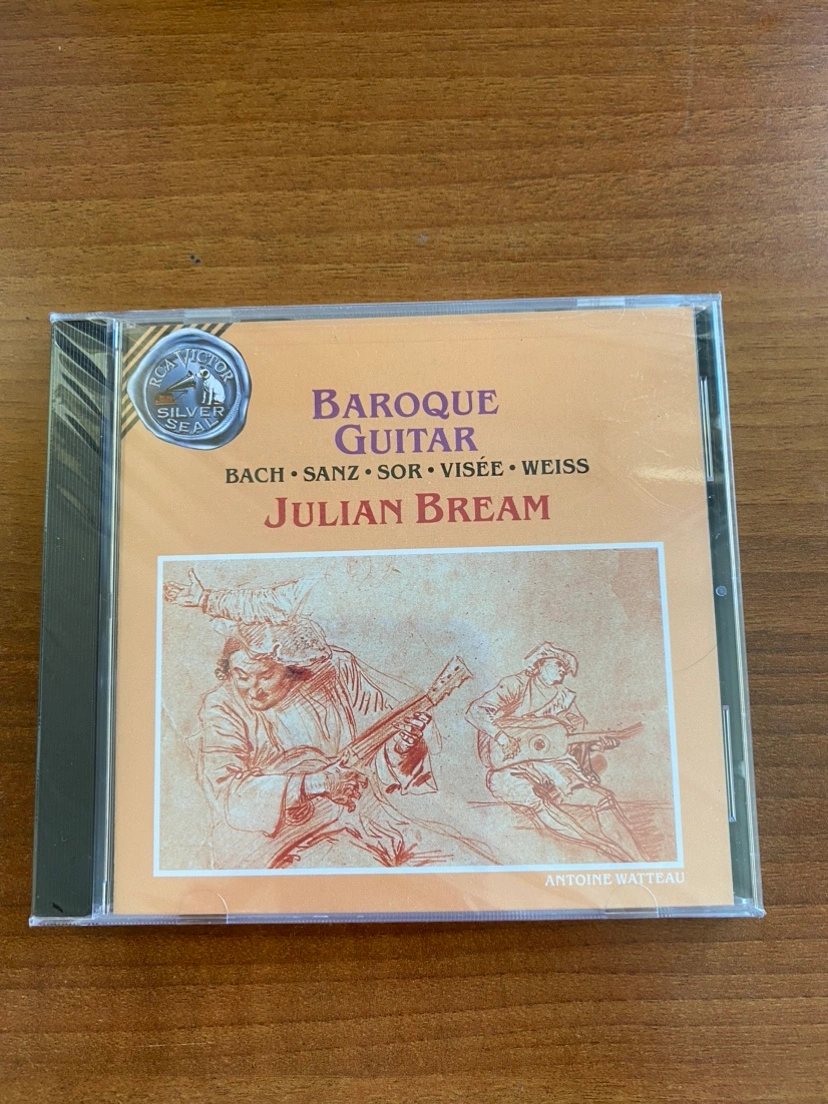 RCA VICTOR
SILVER
SEAL
BAROQUE
GUITAR
BACH • SANZ • SOR • VISÉE • WEISS
JULIAN BREAM
ANTOINE WATTEAU